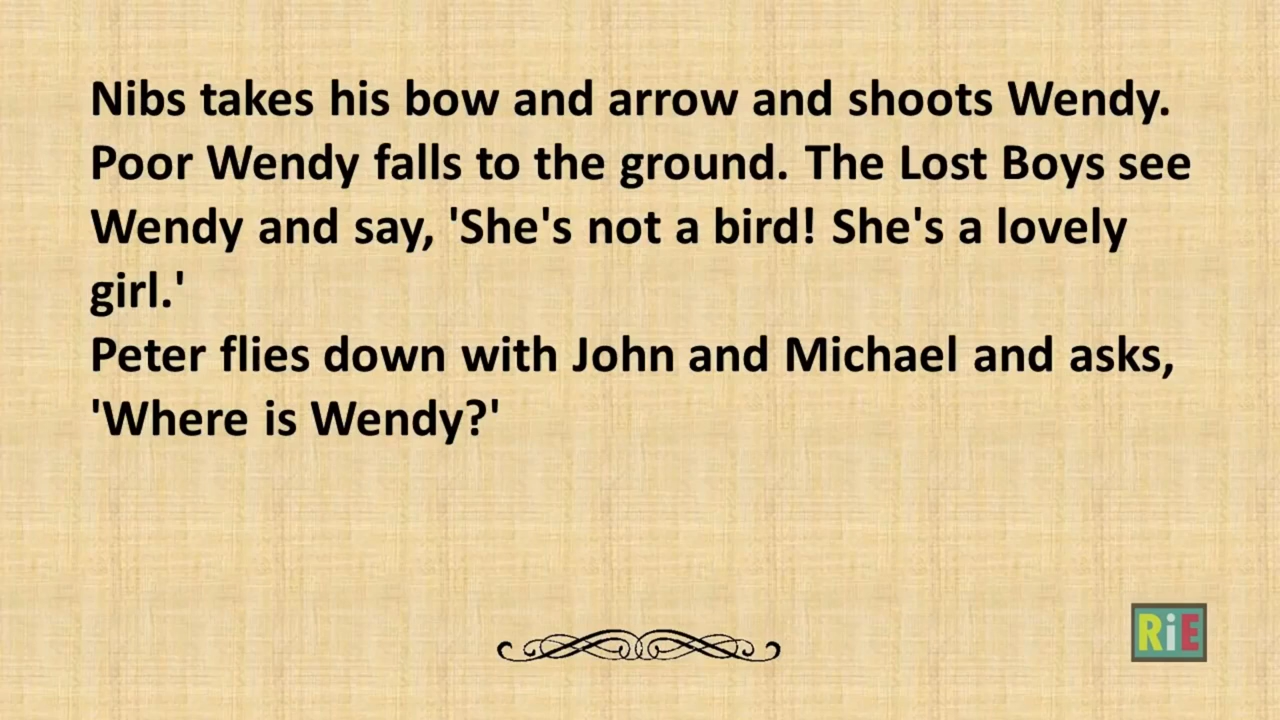 Nibs takes his bow and arrow and shoots Wendy.
Poor Wendy falls to the ground. The Lost Boys see
Wendy and say, 'She's not a bird! She's a lovely
girl.'
Peter flies down with John and Michael and asks,
'Where is Wendy?'
RiE